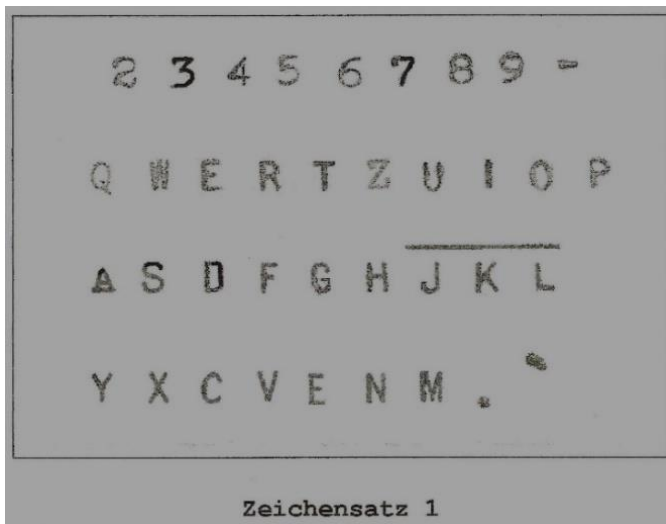 2 3 4 5 6 7 8 9 -
Q W E R T Z U I O P
A S D F G H J K L
Y X C V E N M .
Zeichensatz 1